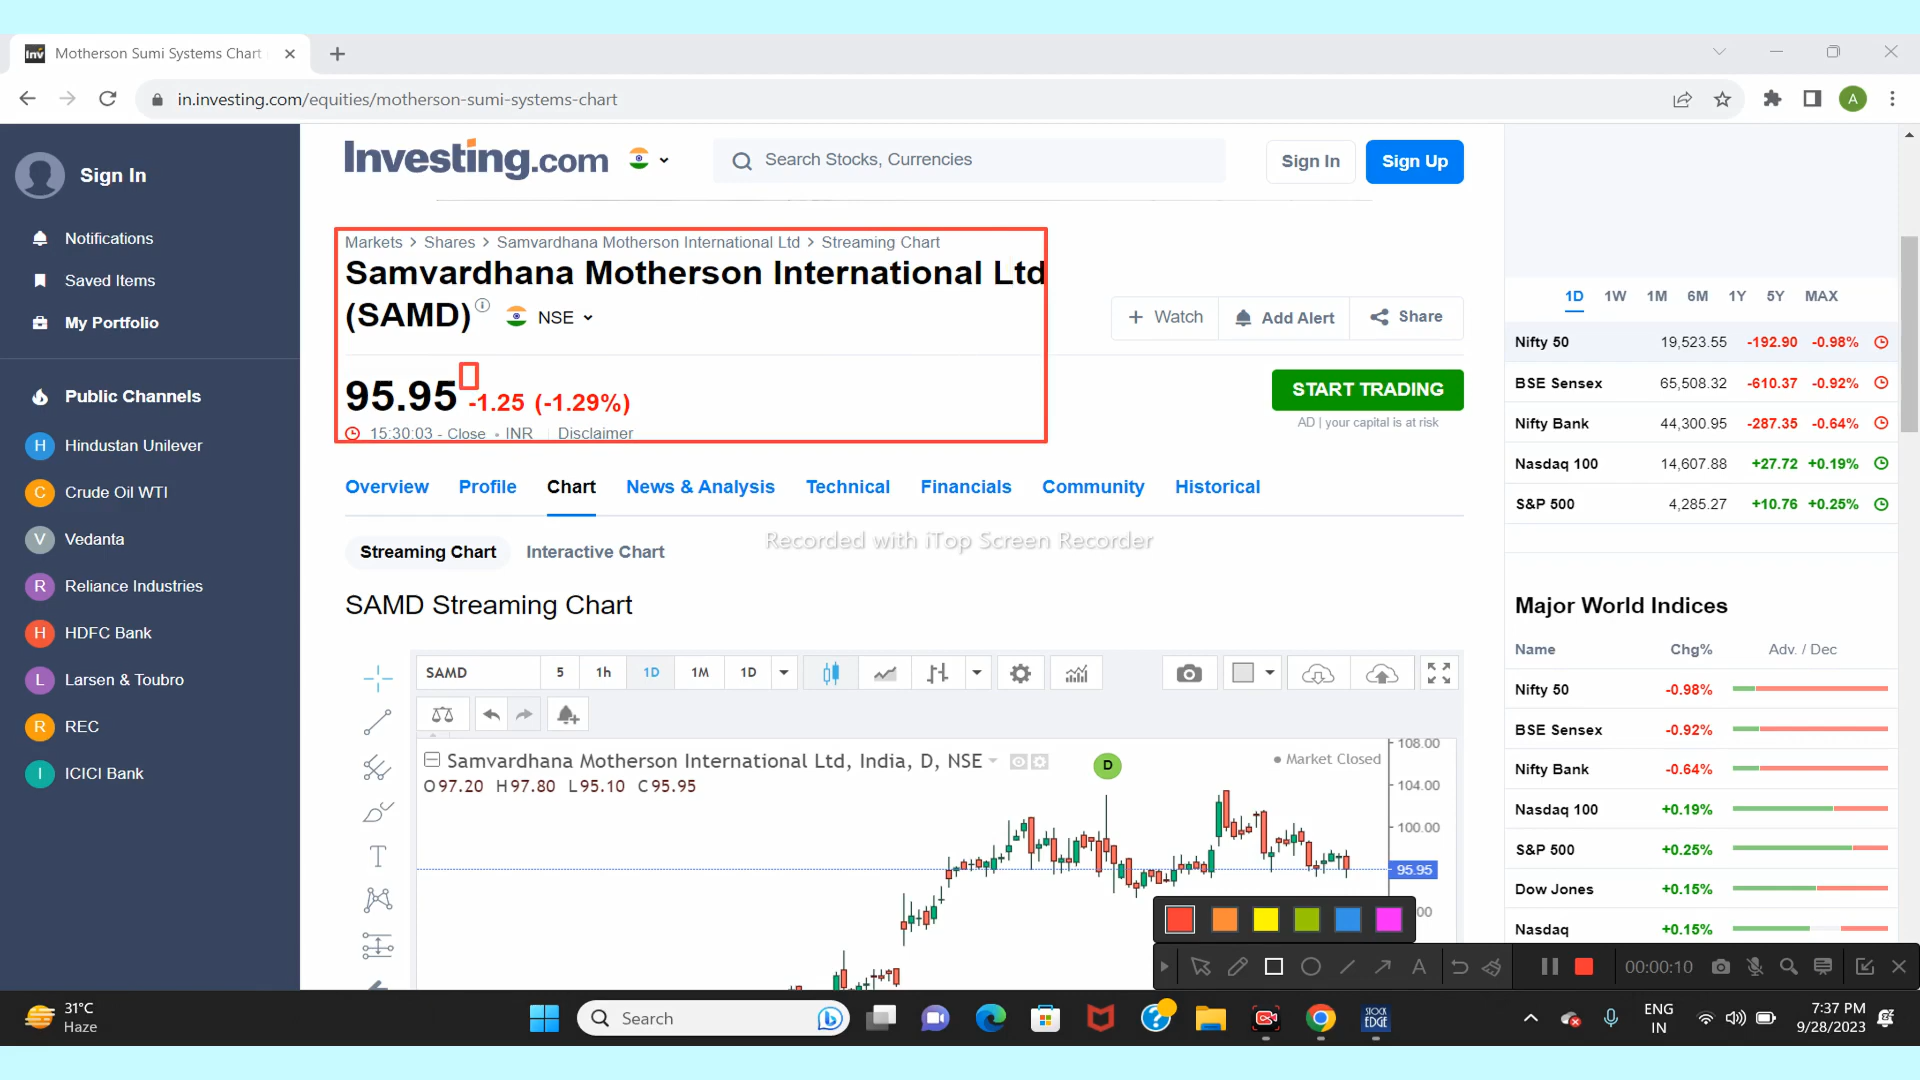 Motherson Sumi Systems Chart
in.investing.com/equities/motherson-sumi-systems-chart
A
Sign In
Notifications
Saved Items
My Portfolio
Public Channels
H Hindustan Unilever
C Crude Oil WTI
V Vedanta
R Reliance Industries
H HDFC Bank
L Larsen & Toubro
R REC
I ICICI Bank
Investing.com
Search Stocks, Currencies
Sign In
Sign Up
Markets > Shares > Samvardhana Motherson International Ltd > Streaming Chart
Samvardhana Motherson International Ltd
(SAMD) NSE
+ Watch
Add Alert
Share
95.95 -1.25 (-1.29%)
15:30:03 - Close • INR Disclaimer
START TRADING
AD | your capital is at risk
Overview Profile Chart News & Analysis Technical Financials Community Historical
Streaming Chart Interactive Chart
Recorded with iTop Screen Recorder
SAMD Streaming Chart
SAMD 5 1h 1D 1M 1D
Samvardhana Motherson International Ltd, India, D, NSE
O97.20 H97.80 L95.10 C95.95
D
Market Closed
108.00
104.00
100.00
95.95
00
1D 1W 1M 6M 1Y 5Y MAX
Nifty 50 19,523.55 -192.90 -0.98%
BSE Sensex 65,508.32 -610.37 -0.92%
Nifty Bank 44,300.95 -287.35 -0.64%
Nasdaq 100 14,607.88 +27.72 +0.19%
S&P 500 4,285.27 +10.76 +0.25%
Major World Indices
Name Chg% Adv. / Dec
Nifty 50 -0.98%
BSE Sensex -0.92%
Nifty Bank -0.64%
Nasdaq 100 +0.19%
S&P 500 +0.25%
Dow Jones +0.15%
Nasdaq +0.15%
00:00:10
31°C
Haze
Search
STOCK
EDGE
ENG
IN
7:37 PM
9/28/2023